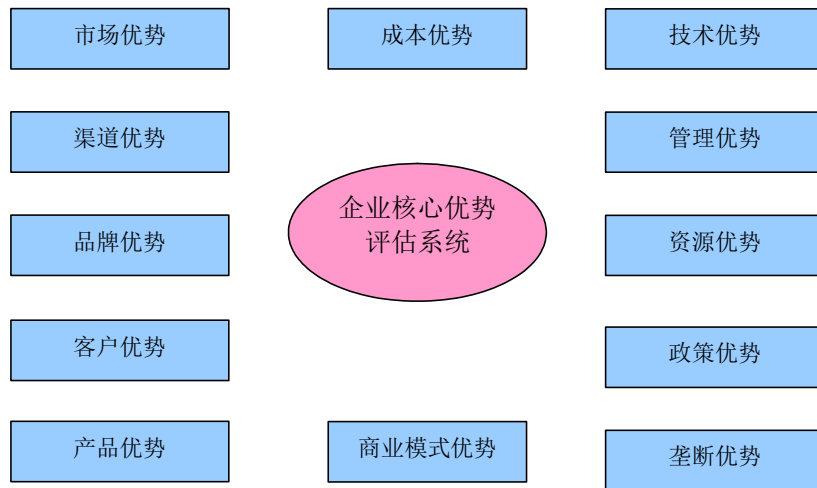 市场优势
成本优势
技术优势
渠道优势
管理优势
企业核心优势
评估系统
品牌优势
资源优势
客户优势
政策优势
产品优势
商业模式优势
垄断优势